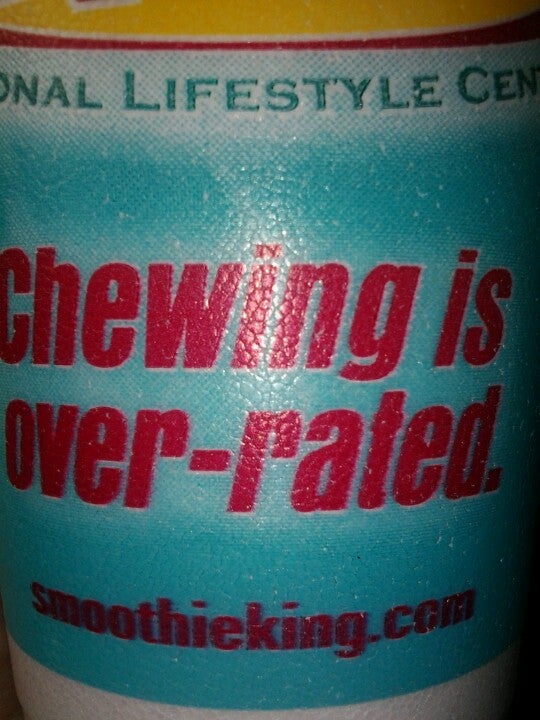 ONAL LIFESTYLE CEN
Chewing is
over-rated.
smoothieking.com